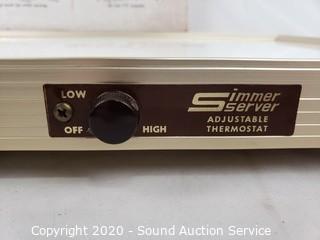 LOW
OFF
HIGH
Simmer
Server
ADJUSTABLE
THERMOSTAT
Copyright 2020 - Sound Auction Service